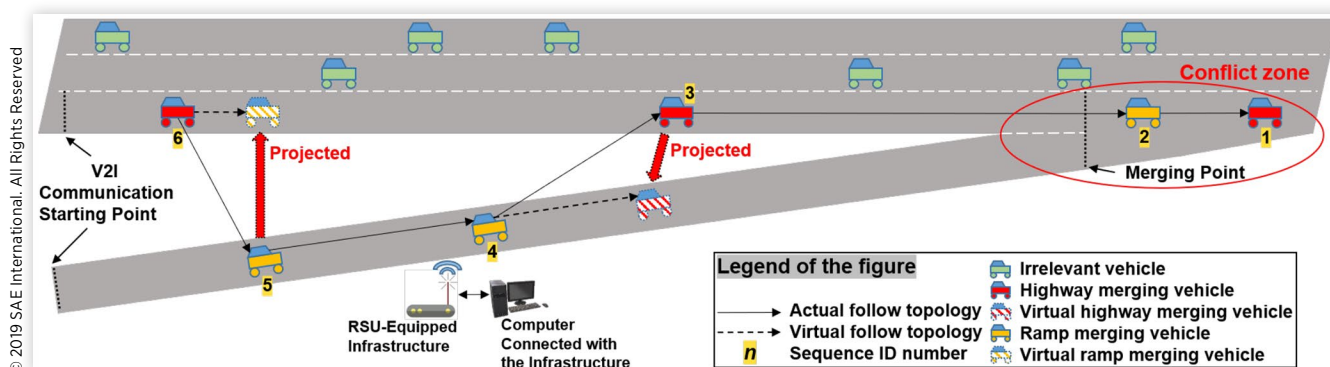 © 2019 SAE International. All Rights Reserved
Conflict zone
3
6
2
1
Projected
Projected
V2I
Communication
Starting Point
Merging Point
4
5
RSU-Equipped
Infrastructure
Computer
Connected with
the Infrastructure
Legend of the figure
Actual follow topology
Virtual follow topology
n Sequence ID number
Irrelevant vehicle
Highway merging vehicle
Virtual highway merging vehicle
Ramp merging vehicle
Virtual ramp merging vehicle